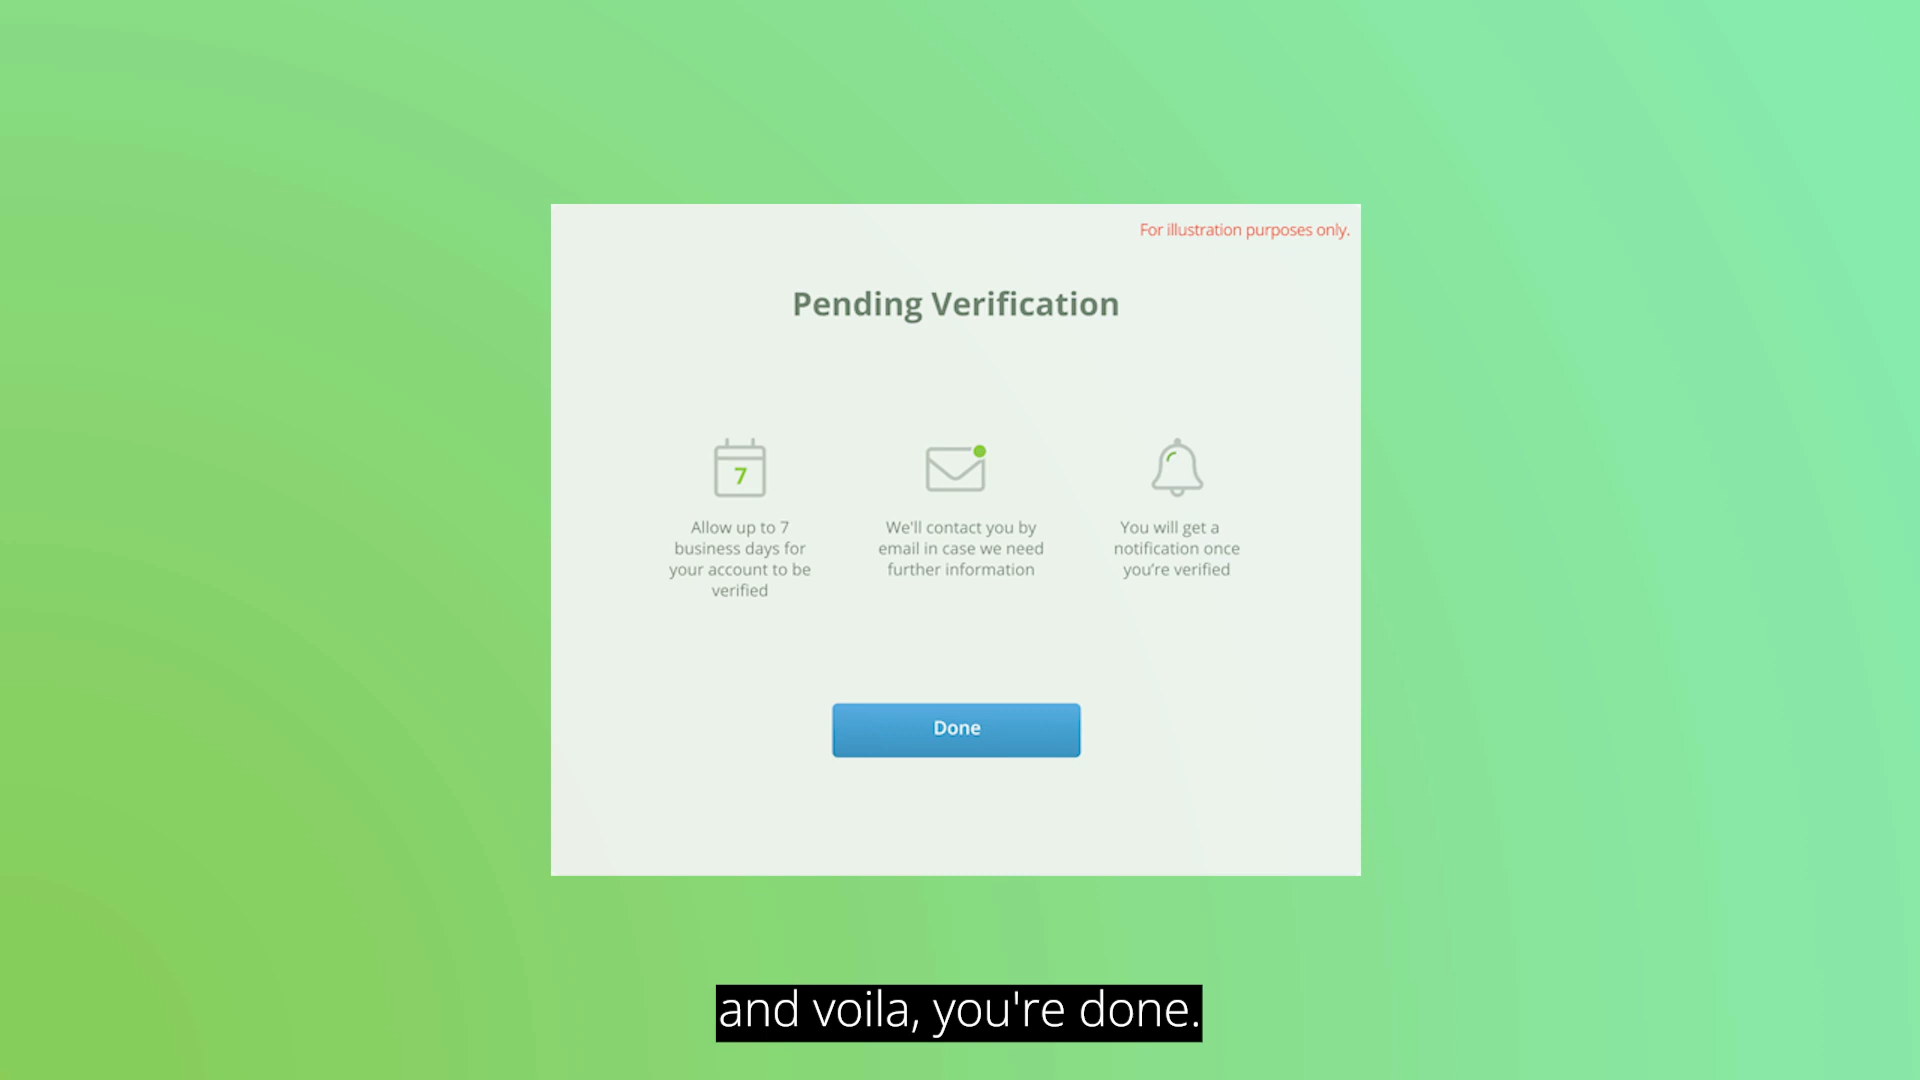 For illustration purposes only.
Pending Verification
7
Allow up to 7
business days for
your account to be
verified
We'll contact you by
email in case we need
further information
You will get a
notification once
you’re verified
Done
and voila, you're done.